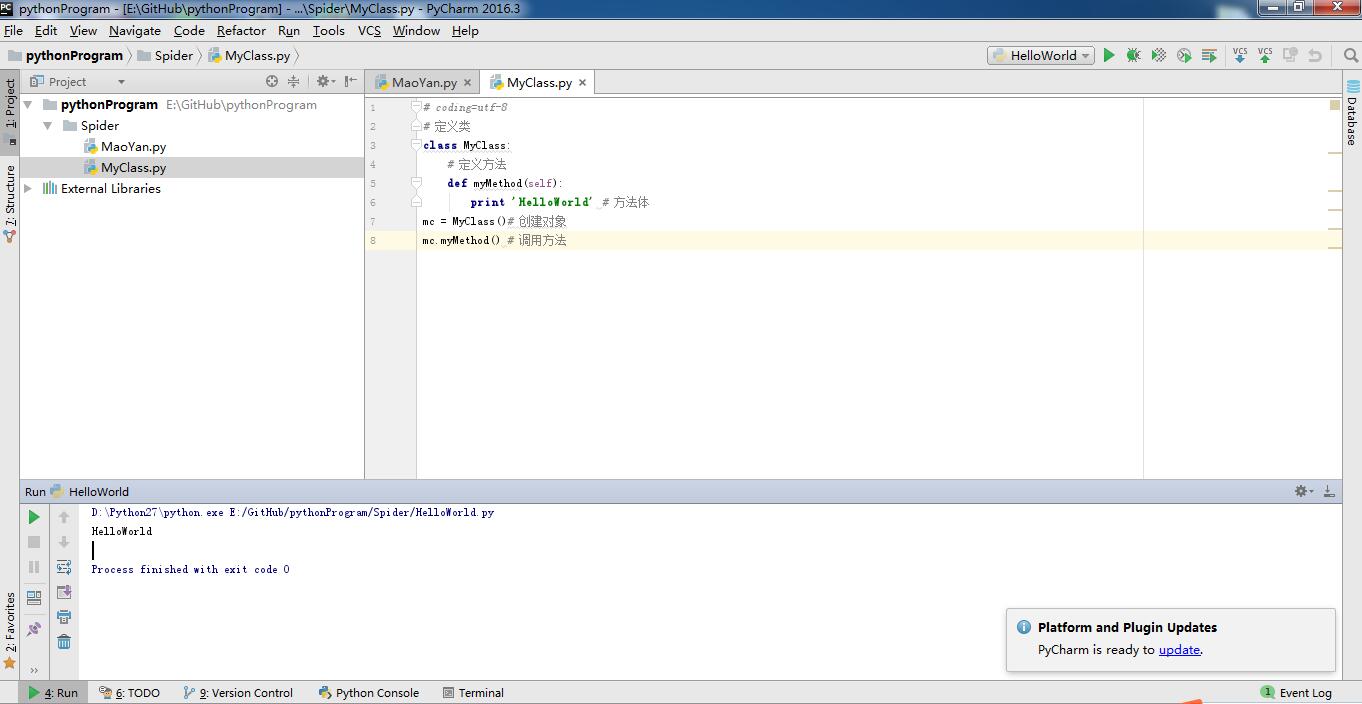 PC pythonProgram - [E:\GitHub\pythonProgram] - ...\Spider\MyClass.py - PyCharm 2016.3
File Edit View Navigate Code Refactor Run Tools VCS Window Help
pythonProgram Spider MyClass.py HelloWorld VCS VCS
1: Project
7: Structure
2: Favorites
Project
pythonProgram E:\GitHub\pythonProgram
Spider
MaoYan.py
MyClass.py
External Libraries
MaoYan.py MyClass.py
1 # coding=utf-8
2 # 定义类
3 class MyClass:
4 # 定义方法
5 def myMethod(self):
6 print 'HelloWorld' # 方法体
7 mc = MyClass()# 创建对象
8 mc.myMethod() # 调用方法
Database
Run HelloWorld
D:\Python27\python.exe E:/GitHub/pythonProgram/Spider/HelloWorld.py
HelloWorld
Process finished with exit code 0
Platform and Plugin Updates
PyCharm is ready to update.
4: Run 6: TODO 9: Version Control Python Console Terminal 1 Event Log